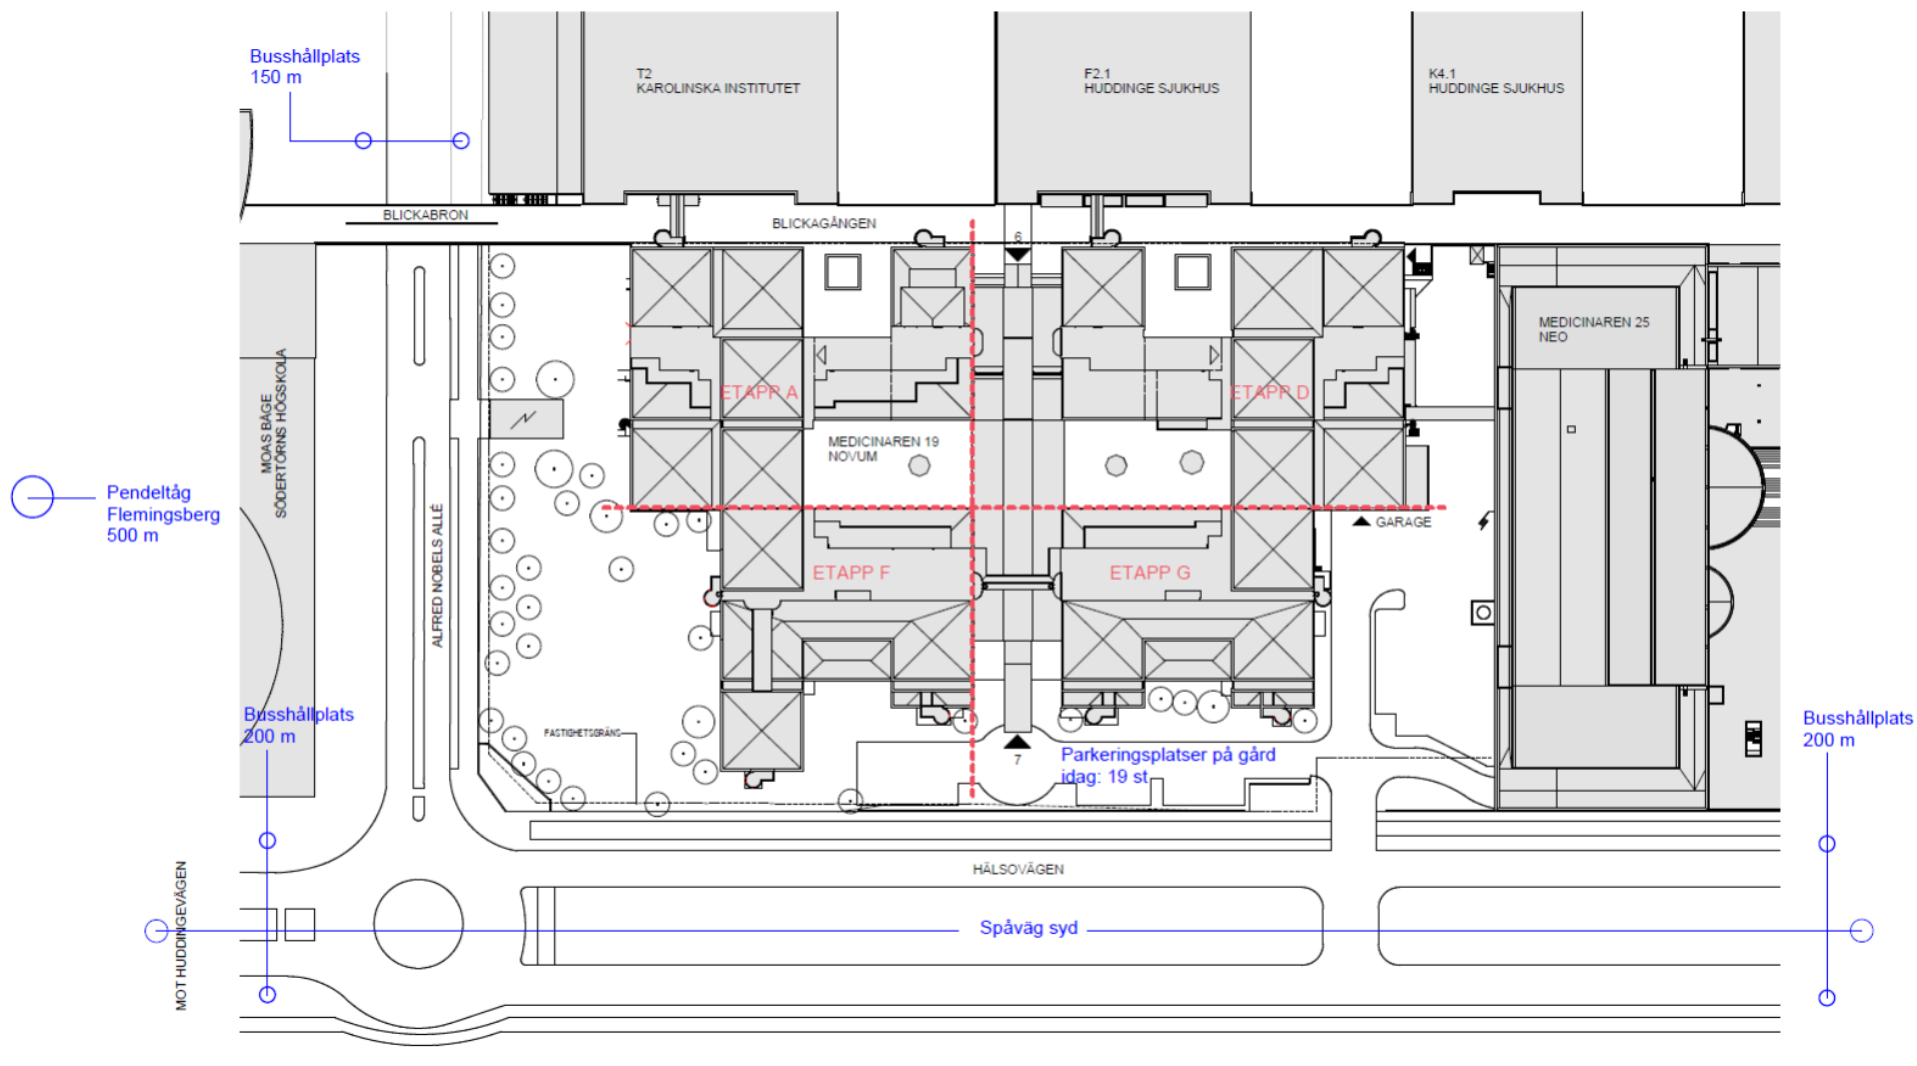 Busshållplats
150 m
T2
KAROLINSKA INSTITUTET
F2.1
HUDDINGE SJUKHUS
K4.1
HUDDINGE SJUKHUS
BLICKABRON
BLICKAGÅNGEN
6
MEDICINAREN 25
NEO
MOAS BÅGE
SÖDERTÖRNS HÖGSKOLA
ETAPP A
ETAPP D
MEDICINAREN 19
NOVUM
Pendeltåg
Flemingsberg
500 m
ALFRED NOBELS ALLÉ
GARAGE
ETAPP F
ETAPP G
Busshållplats
200 m
FASTIGHETSGRÄNS
7
Parkeringsplatser på gård
idag: 19 st
Busshållplats
200 m
HÄLSOVÄGEN
MOT HUDDINGEVÄGEN
Spåväg syd